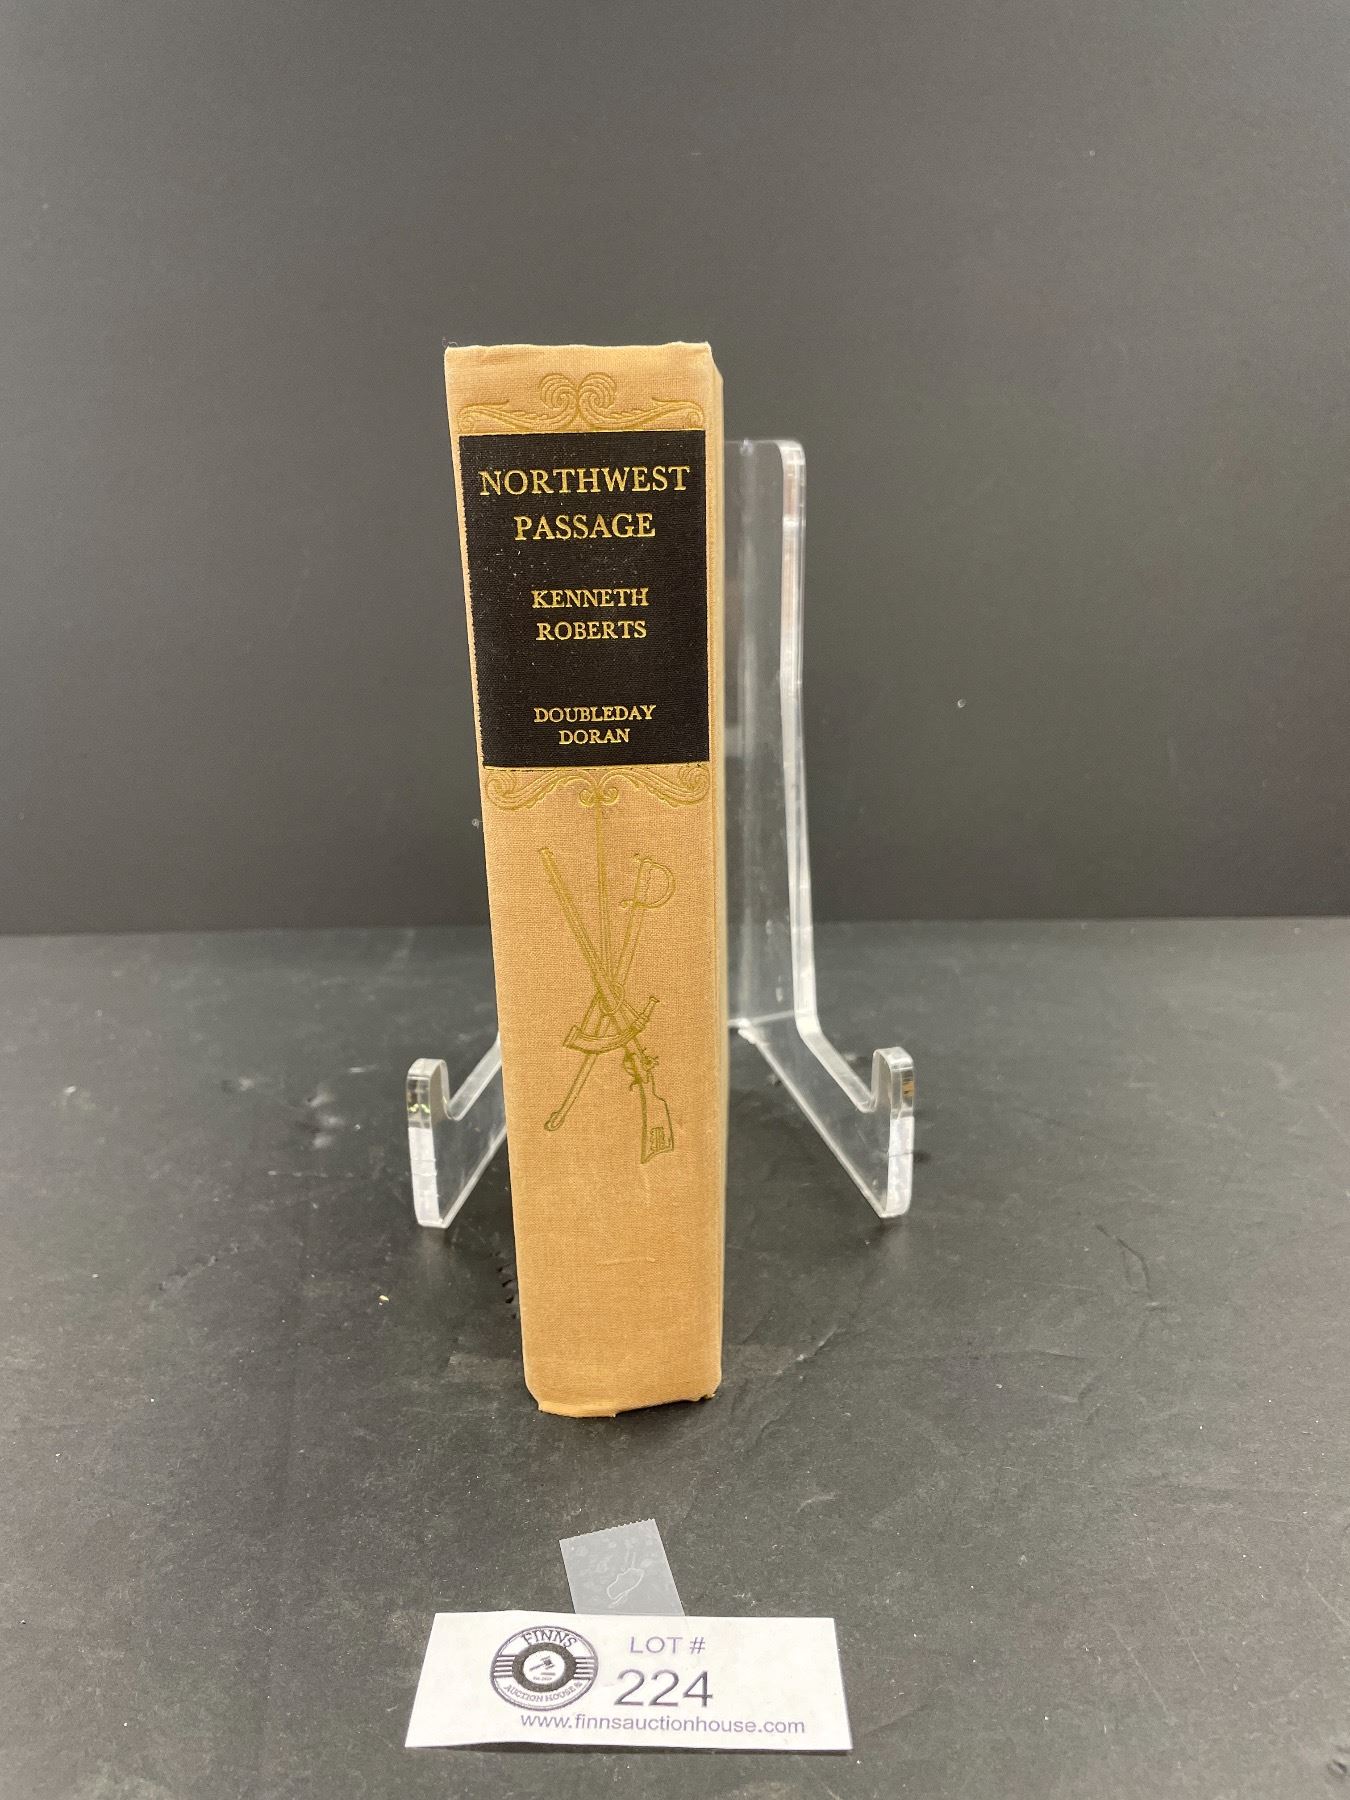 NORTHWEST
PASSAGE
KENNETH
ROBERTS
DOUBLEDAY
DORAN
FINNS
AUCTION HOUSE
LOT #
224
www.finnsauctionhouse.com